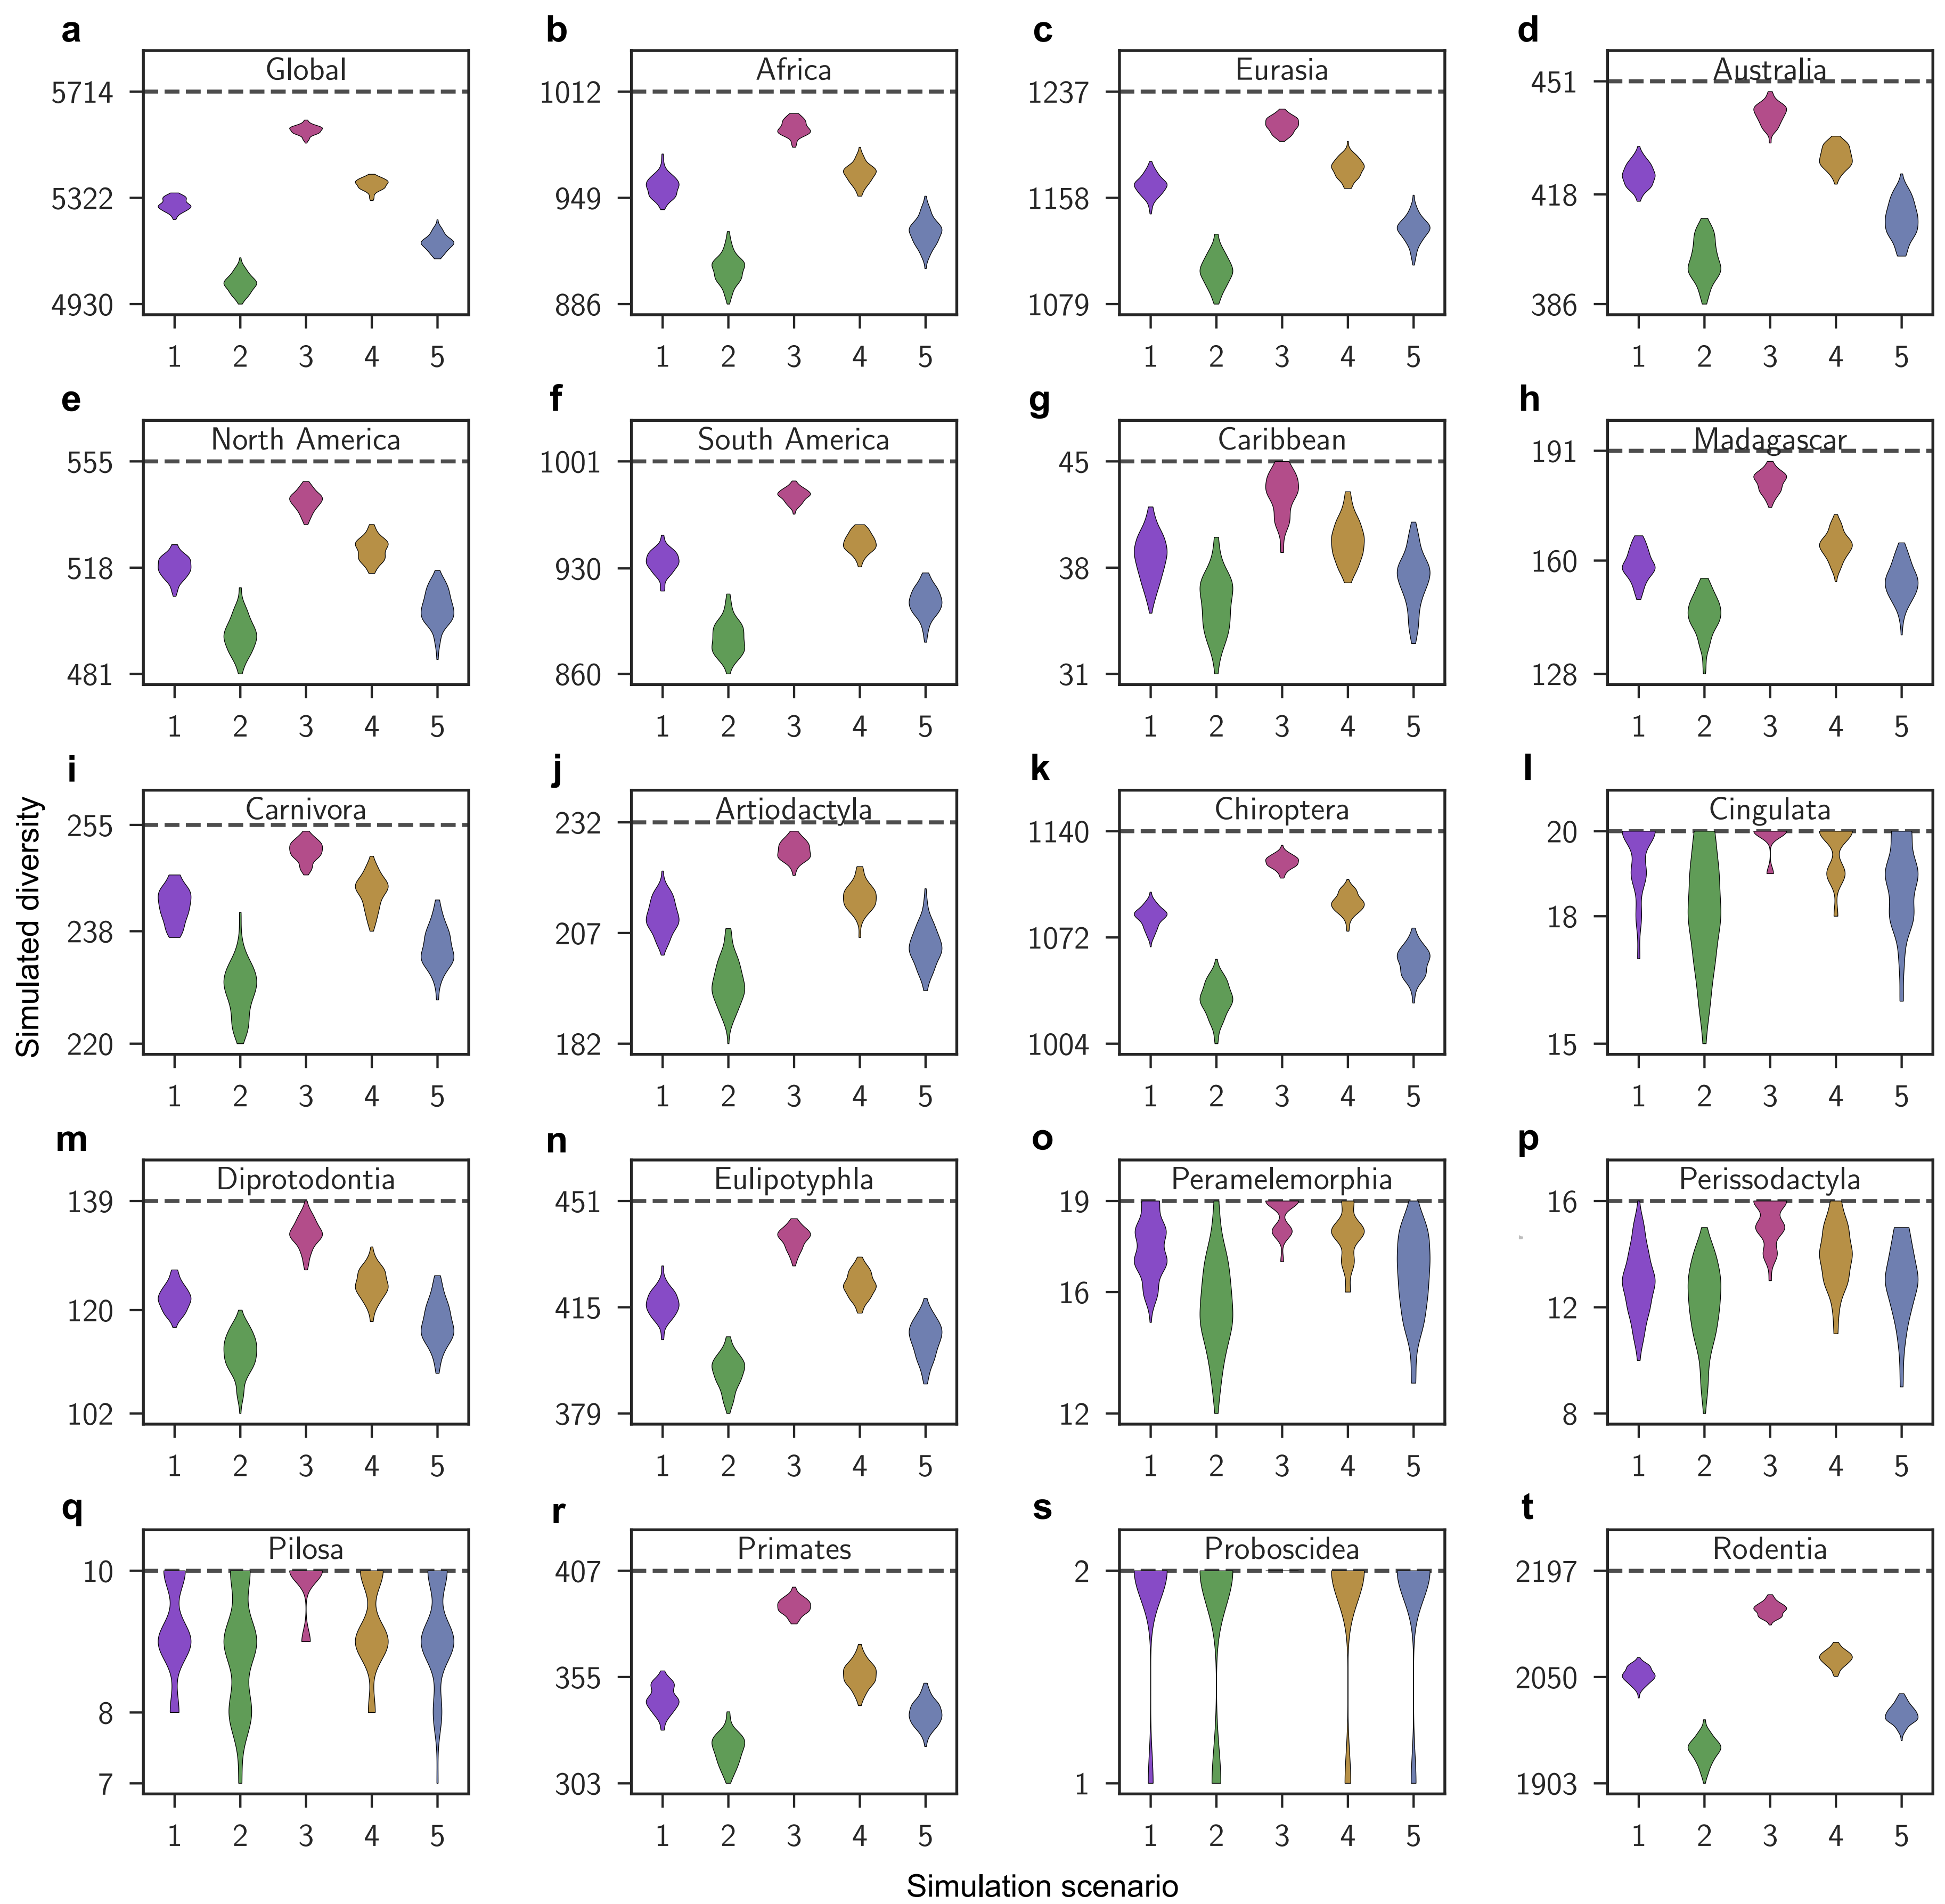 a b c d
Global Africa Eurasia Australia
5714 1012 1237 451
5322 949 1158 418
4930 886 1079 386
1 2 3 4 5 1 2 3 4 5 1 2 3 4 5 1 2 3 4 5
e f g h
North America South America Caribbean Madagascar
555 1001 45 191
518 930 38 160
481 860 31 128
1 2 3 4 5 1 2 3 4 5 1 2 3 4 5 1 2 3 4 5
i j k l
Carnivora Artiodactyla Chiroptera Cingulata
255 232 1140 20
238 207 1072 18
220 182 1004 15
1 2 3 4 5 1 2 3 4 5 1 2 3 4 5 1 2 3 4 5
Simulated diversity
m n o p
Diprotodontia Eulipotyphla Peramelemorphia Perissodactyla
139 451 19 16
120 415 16 12
102 379 12 8
1 2 3 4 5 1 2 3 4 5 1 2 3 4 5 1 2 3 4 5
q r s t
Pilosa Primates Proboscidea Rodentia
10 407 2 2197
8 355 2050
7 303 1 1903
1 2 3 4 5 1 2 3 4 5 1 2 3 4 5 1 2 3 4 5
Simulation scenario